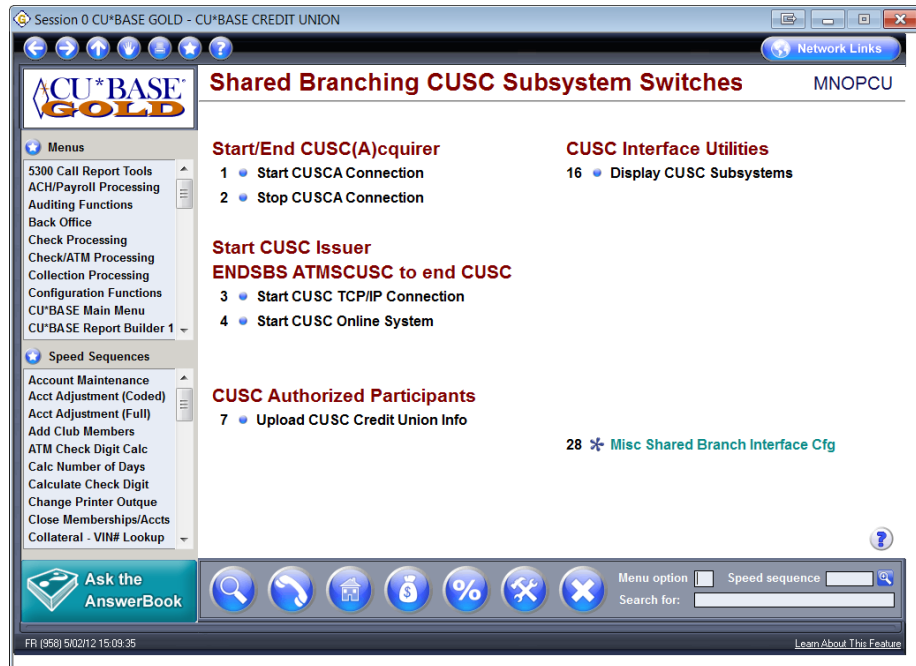 Session 0 CU*BASE GOLD - CU*BASE CREDIT UNION
Network Links
CU*BASE
GOLD
Shared Branching CUSC Subsystem Switches
MNOPCU
Menus
5300 Call Report Tools
ACH/Payroll Processing
Auditing Functions
Back Office
Check Processing
Check/ATM Processing
Collection Processing
Configuration Functions
CU*BASE Main Menu
CU*BASE Report Builder 1
Speed Sequences
Account Maintenance
Acct Adjustment (Coded)
Acct Adjustment (Full)
Add Club Members
ATM Check Digit Calc
Calc Number of Days
Calculate Check Digit
Change Printer Outque
Close Memberships/Accts
Collateral - VIN# Lookup
Ask the
AnswerBook
Start/End CUSC(A)cquirer
1 Start CUSCA Connection
2 Stop CUSCA Connection
Start CUSC Issuer
ENDSBS ATMSCUSC to end CUSC
3 Start CUSC TCP/IP Connection
4 Start CUSC Online System
CUSC Authorized Participants
7 Upload CUSC Credit Union Info
CUSC Interface Utilities
16 Display CUSC Subsystems
28 Misc Shared Branch Interface Cfg
Menu option
Speed sequence
Search for:
FR (958) 5/02/12 15:09:35
Learn About This Feature